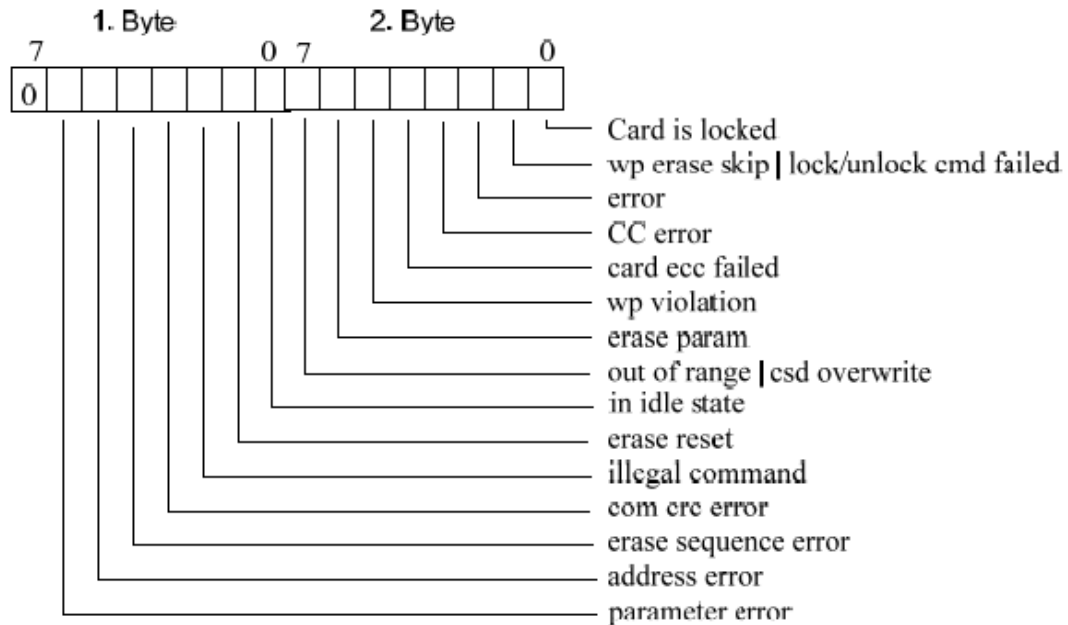 1. Byte 2. Byte
7 0 7 0
0
Card is locked
wp erase skip | lock/unlock cmd failed
error
CC error
card ecc failed
wp violation
erase param
out of range | csd overwrite
in idle state
erase reset
illegal command
com crc error
erase sequence error
address error
parameter error